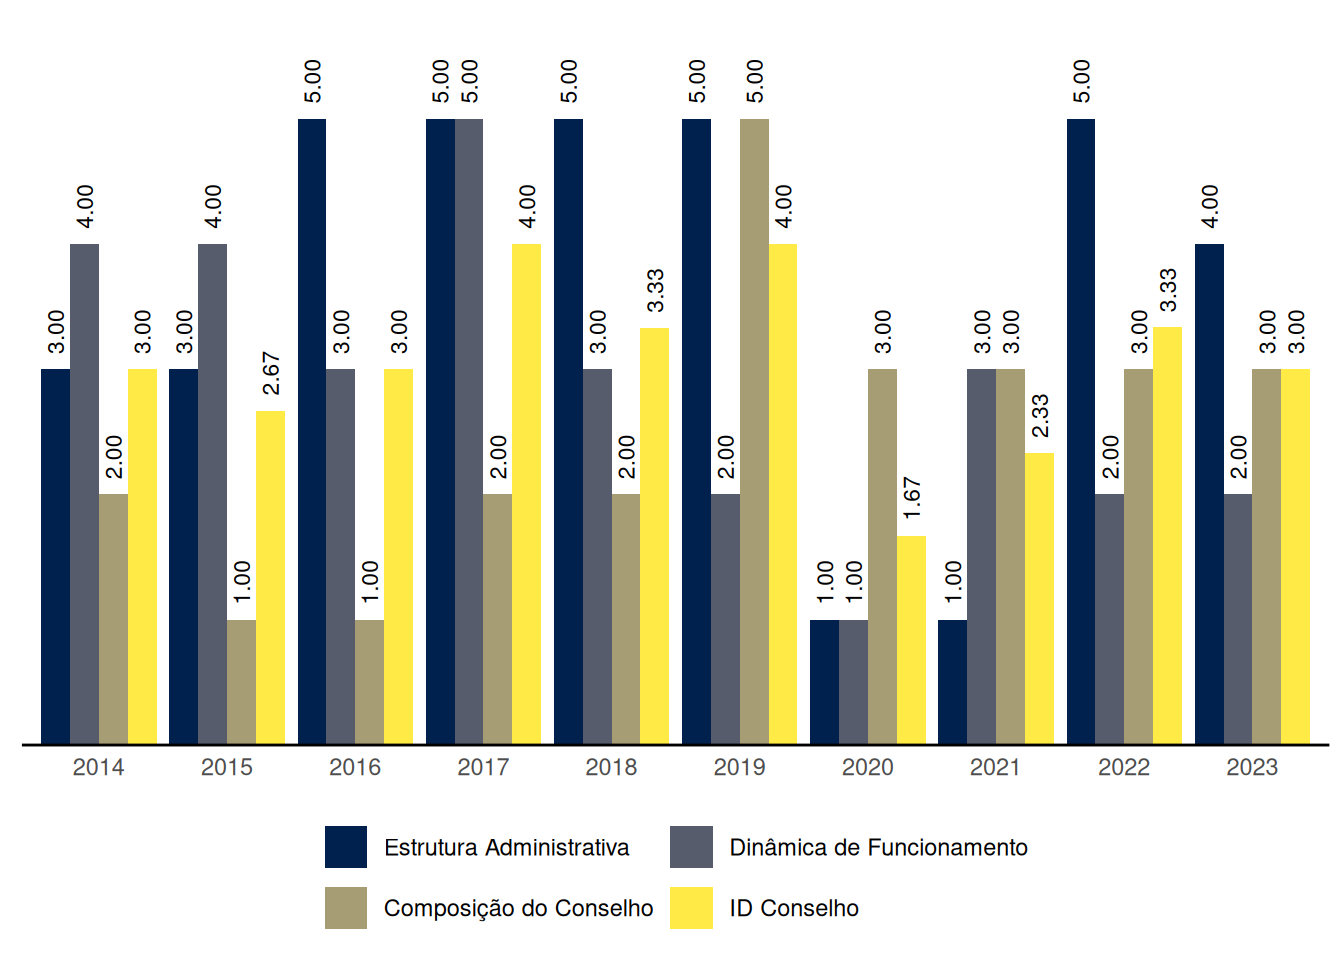 5.00 5.00 5.00 5.00 5.00 5.00 5.00
4.00 4.00 4.00 4.00 4.00
3.33 3.33
3.00 3.00 3.00 3.00 3.00 3.00 3.00 3.00 3.00 3.00 3.00 3.00
2.67 2.33
2.00 2.00 2.00 2.00 2.00 2.00
1.67
1.00 1.00 1.00 1.00 1.00
2014 2015 2016 2017 2018 2019 2020 2021 2022 2023
Estrutura Administrativa Dinâmica de Funcionamento
Composição do Conselho ID Conselho